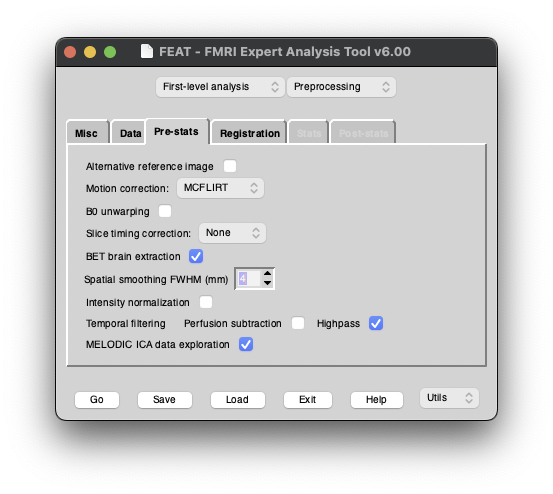 FEAT - FMRI Expert Analysis Tool v6.00
First-level analysis Preprocessing
Misc Data Pre-stats Registration Stats Post-stats
Alternative reference image
Motion correction: MCFLIRT
B0 unwarping
Slice timing correction: None
BET brain extraction
Spatial smoothing FWHM (mm) 4
Intensity normalization
Temporal filtering Perfusion subtraction Highpass
MELODIC ICA data exploration
Go Save Load Exit Help Utils